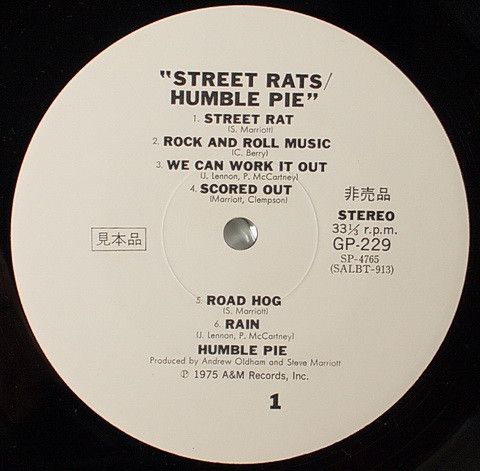 "STREET RATS/
HUMBLE PIE"
1. STREET RAT
(S. Marriott)
2. ROCK AND ROLL MUSIC
(C. Berry)
3. WE CAN WORK IT OUT
(J. Lennon, P. McCartney)
4. SCORED OUT
(Marriott, Clempson)
見本品
非売品
STEREO
33⅓ r.p.m.
GP-229
SP-4765
(SALBT-913)
5. ROAD HOG
(S. Marriott)
6. RAIN
(J. Lennon, P. McCartney)
HUMBLE PIE
Produced by Andrew Oldham and Steve Marriott
℗ 1975 A&M Records, Inc.
1